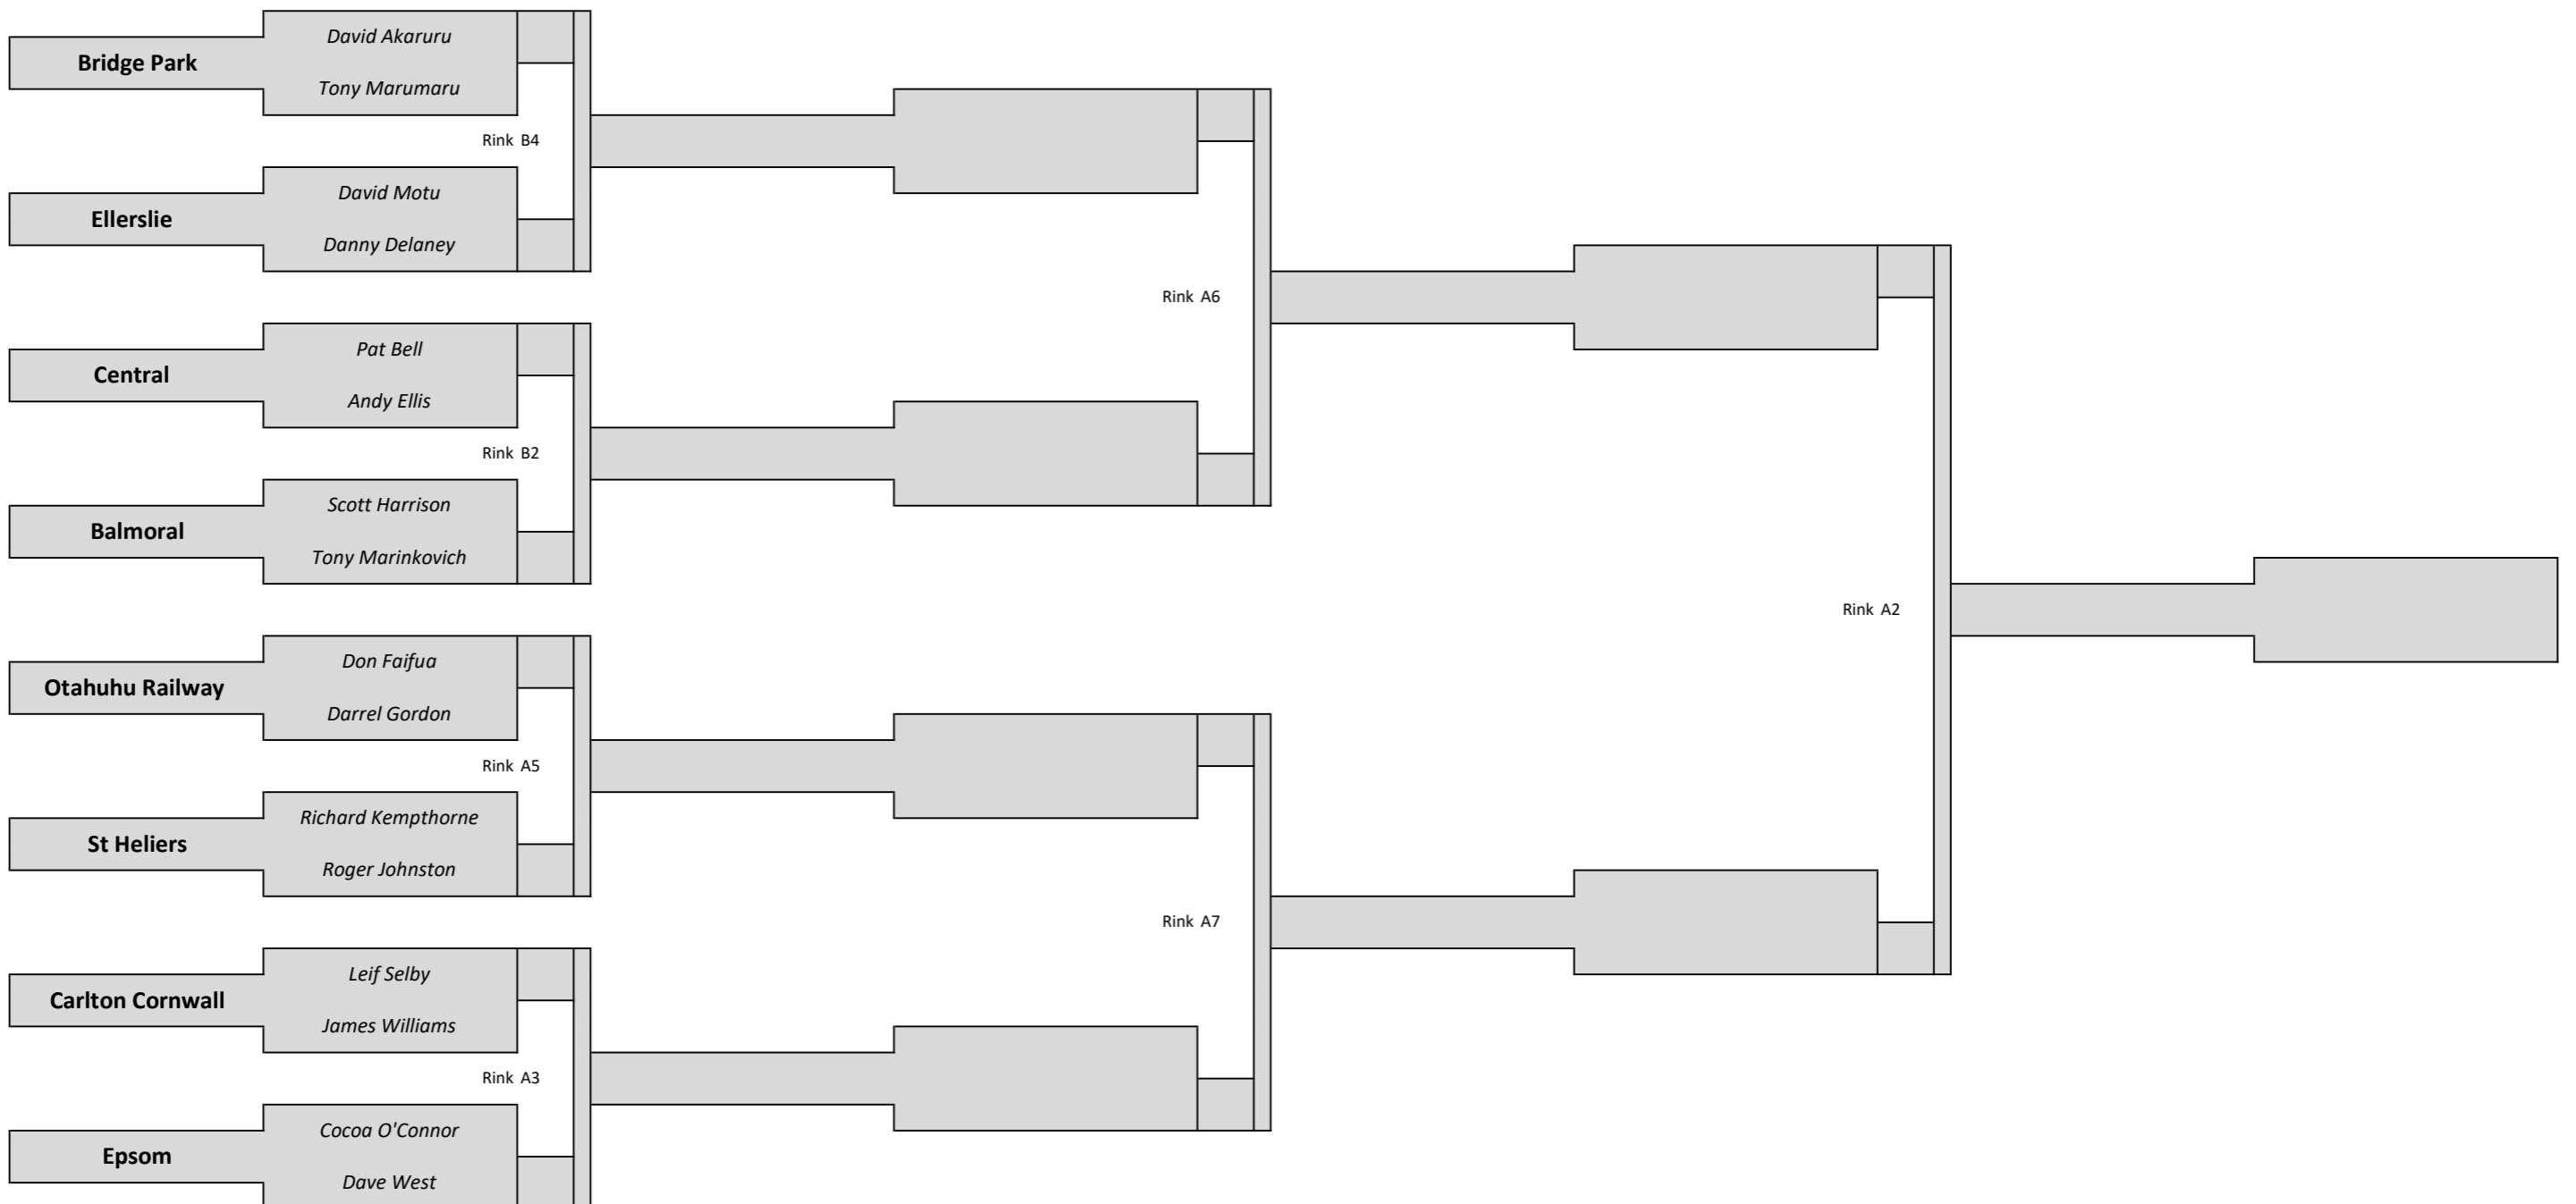 David Akaruru
Bridge Park
Tony Marumaru
Rink B4
David Motu
Ellerslie
Danny Delaney
Rink A6
Pat Bell
Central
Andy Ellis
Rink B2
Scott Harrison
Balmoral
Tony Marinkovich
Rink A2
Don Faifua
Otahuhu Railway
Darrel Gordon
Rink A5
Richard Kempthorne
St Heliers
Roger Johnston
Rink A7
Leif Selby
Carlton Cornwall
James Williams
Rink A3
Cocoa O'Connor
Epsom
Dave West